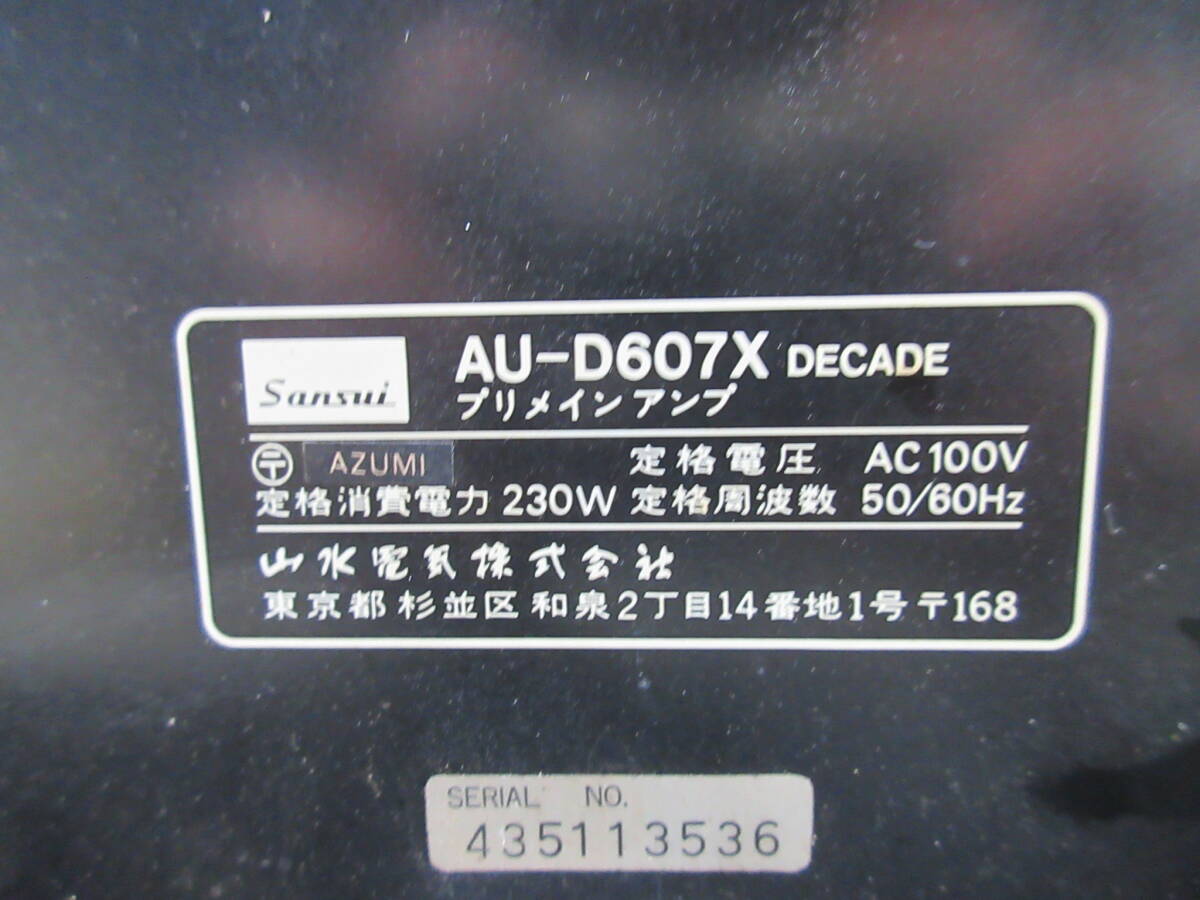 Sansui
AU-D607X DECADE
プリメインアンプ
〒 AZUMI 定格電圧 AC100V
定格消費電力 230W 定格周波数 50/60Hz
山水電気株式会社
東京都杉並区和泉2丁目14番地1号〒168
SERIAL NO.
435113536